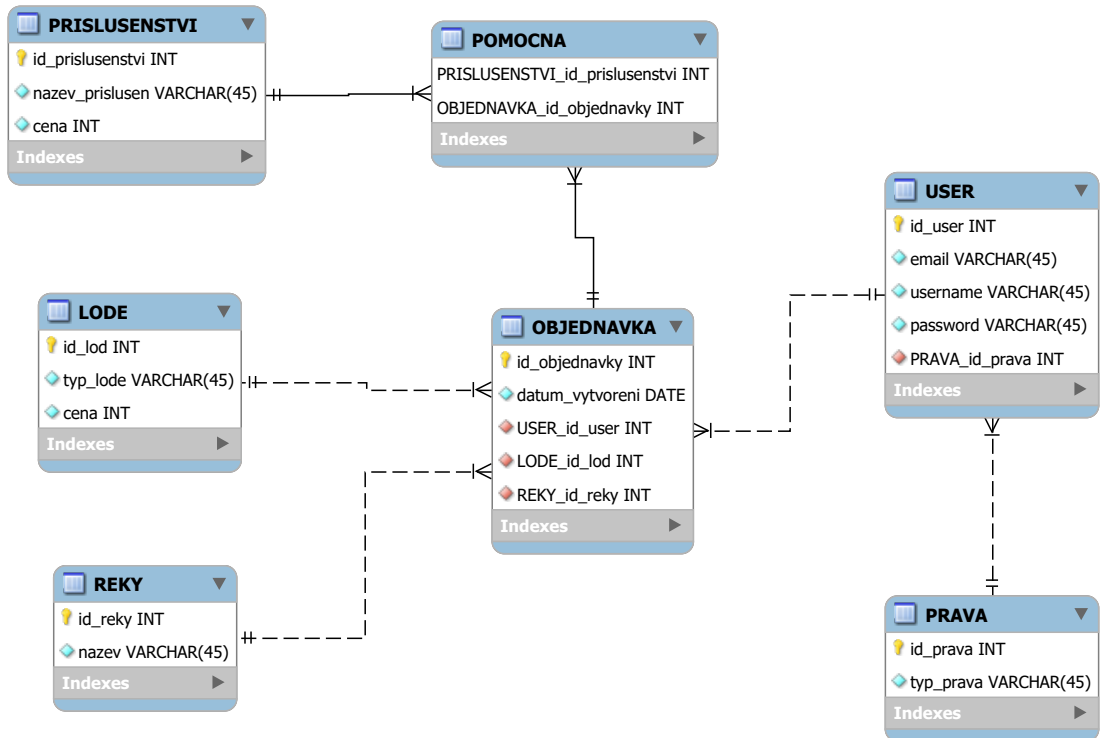 PRISLUSENSTVI
id_prislusenstvi INT
nazev_prislusen VARCHAR(45)
cena INT
Indexes
POMOCNA
PRISLUSENSTVI_id_prislusenstvi INT
OBJEDNAVKA_id_objednavky INT
Indexes
USER
id_user INT
email VARCHAR(45)
username VARCHAR(45)
password VARCHAR(45)
PRAVA_id_prava INT
Indexes
LODE
id_lod INT
typ_lode VARCHAR(45)
cena INT
Indexes
OBJEDNAVKA
id_objednavky INT
datum_vytvoreni DATE
USER_id_user INT
LODE_id_lod INT
REKY_id_reky INT
Indexes
REKY
id_reky INT
nazev VARCHAR(45)
Indexes
PRAVA
id_prava INT
typ_prava VARCHAR(45)
Indexes